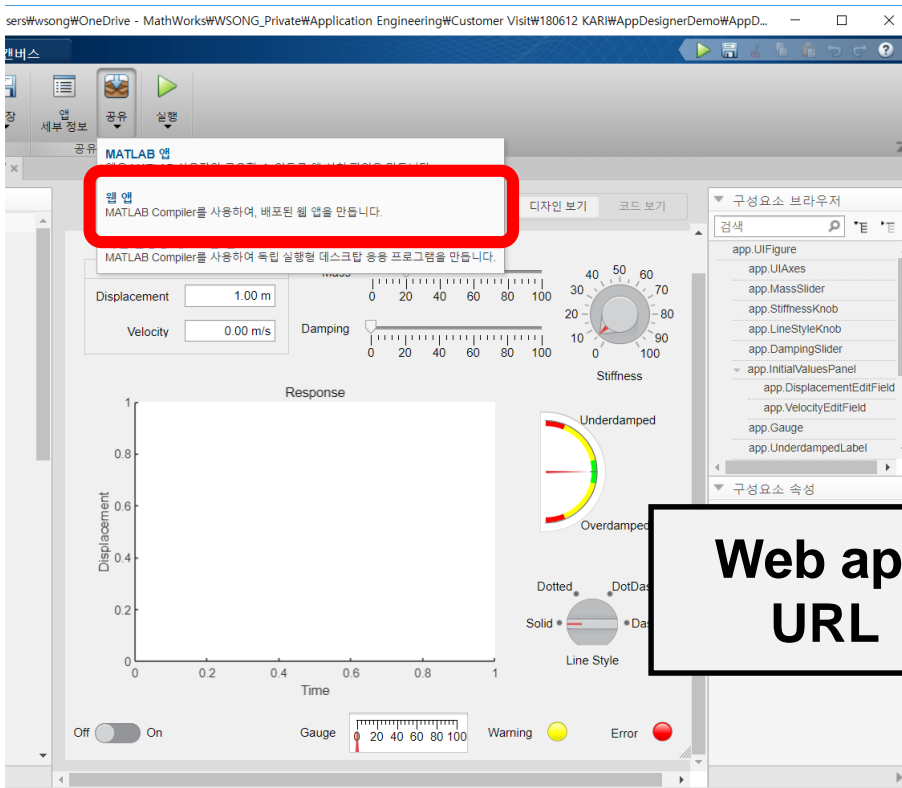 sers₩wsong₩OneDrive - MathWorks₩WSONG_Private₩Application Engineering₩Customer Visit₩180612 KARI₩AppDesignerDemo₩AppD...
캔버스
장
앱
세부 정보
공유
실행
공유
MATLAB 앱
웹 앱
MATLAB Compiler를 사용하여, 배포된 웹 앱을 만듭니다.
MATLAB Compiler를 사용하여 독립 실행형 데스크탑 응용 프로그램을 만듭니다.
디자인 보기
코드 보기
구성요소 브라우저
검색
app.UIFigure
app.UIAxes
app.MassSlider
app.StiffnessKnob
app.LineStyleKnob
app.DampingSlider
app.InitialValuesPanel
app.DisplacementEditField
app.VelocityEditField
app.Gauge
app.UnderdampedLabel
구성요소 속성
Displacement 1.00 m
Velocity 0.00 m/s
Mass
0 20 40 60 80 100
Damping
0 20 40 60 80 100
0 10 20 30 40 50 60 70 80 90 100
Stiffness
Response
1
0.8
0.6
0.4
0.2
0
Displacement
0 0.2 0.4 0.6 0.8 1
Time
Underdamped
Overdamped
Dotted
DotDas
Solid
Das
Line Style
Web ap
URL
Off
On
Gauge
0 20 40 60 80 100
Warning
Error